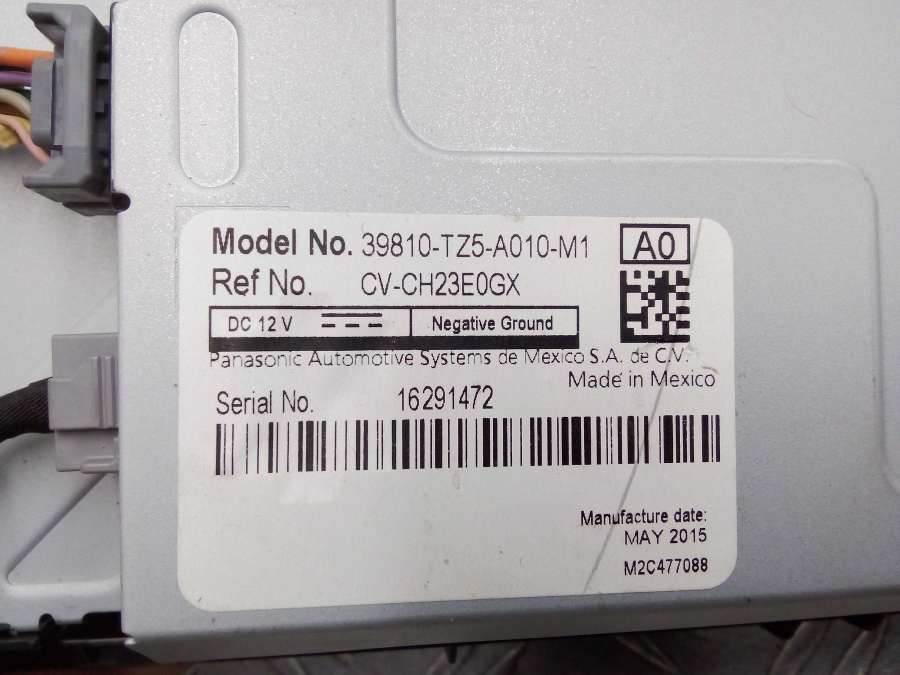 Model No. 39810-TZ5-A010-M1
A0
Ref No. CV-CH23E0GX
DC 12 V
Negative Ground
Panasonic Automotive Systems de Mexico S.A. de C.V.
Made in Mexico
Serial No. 16291472
Manufacture date:
MAY 2015
M2C477088